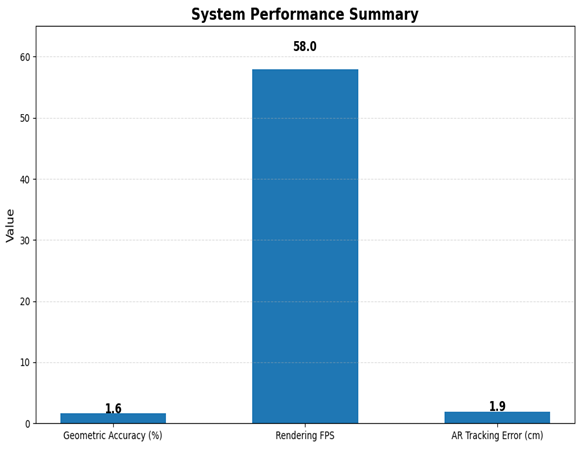 System Performance Summary
58.0
60
50
40
30
20
10
0
Value
1.6
1.9
Geometric Accuracy (%)
Rendering FPS
AR Tracking Error (cm)